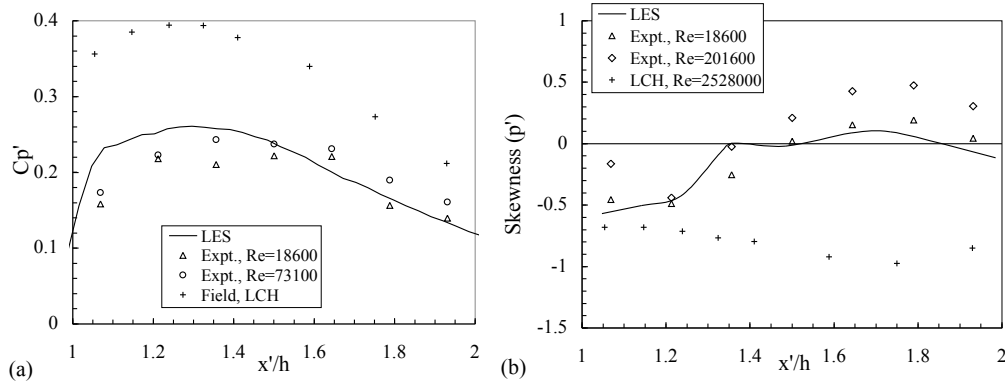 (a)
Cp'
0.4
0.3
0.2
0.1
0
1
1.2
1.4
1.6
1.8
2
x'/h
LES
Expt., Re=18600
Expt., Re=73100
Field, LCH
(b)
Skewness (p')
1
0.5
0
-0.5
-1
-1.5
1
1.2
1.4
1.6
1.8
2
x'/h
LES
Expt., Re=18600
Expt., Re=201600
LCH, Re=2528000